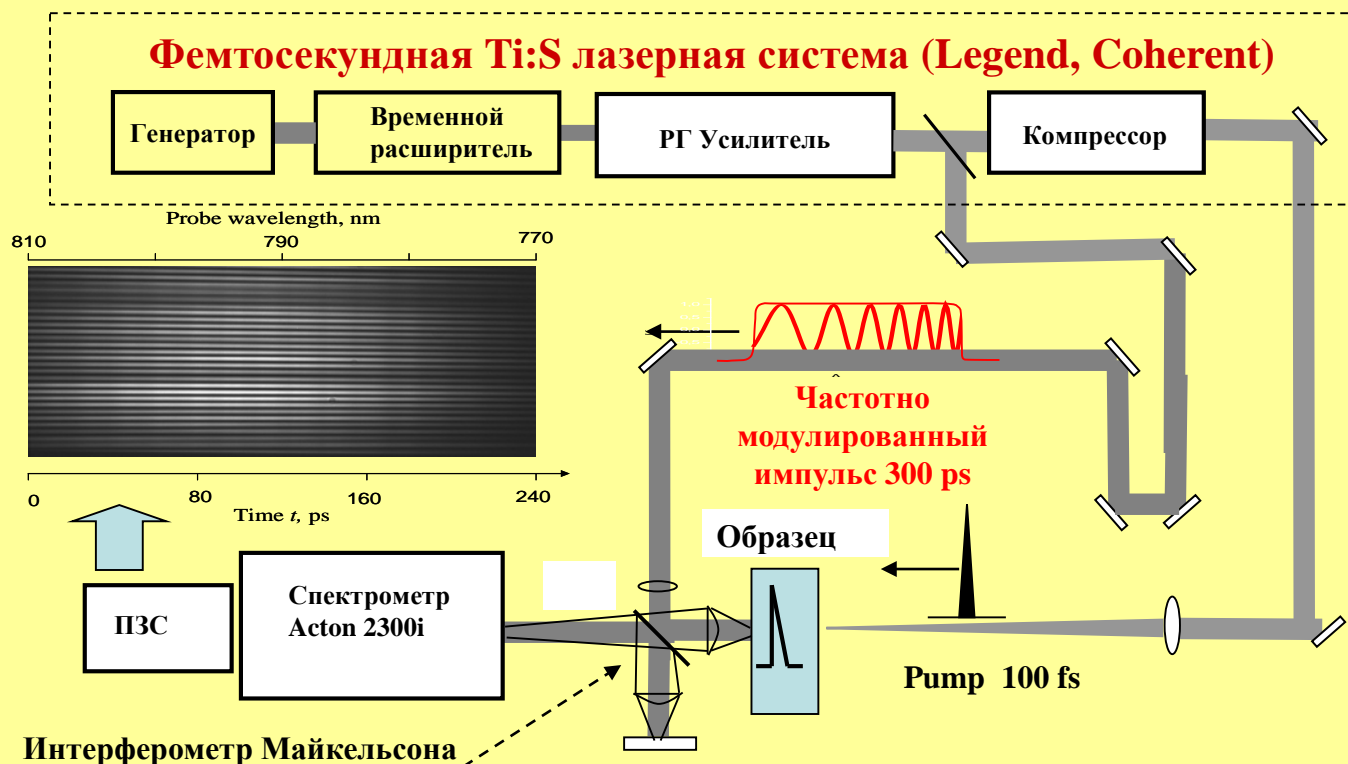 Фемтосекундная Ti:S лазерная система (Legend, Coherent)
Генератор
Временной
расширитель
РГ Усилитель
Компрессор
Probe wavelength, nm
810 790 770
Частотно
модулированный
импульс 300 ps
0 80 160 240
Time t, ps
Образец
ПЗС
Спектрометр
Acton 2300i
Pump 100 fs
Интерферометр Майкельсона